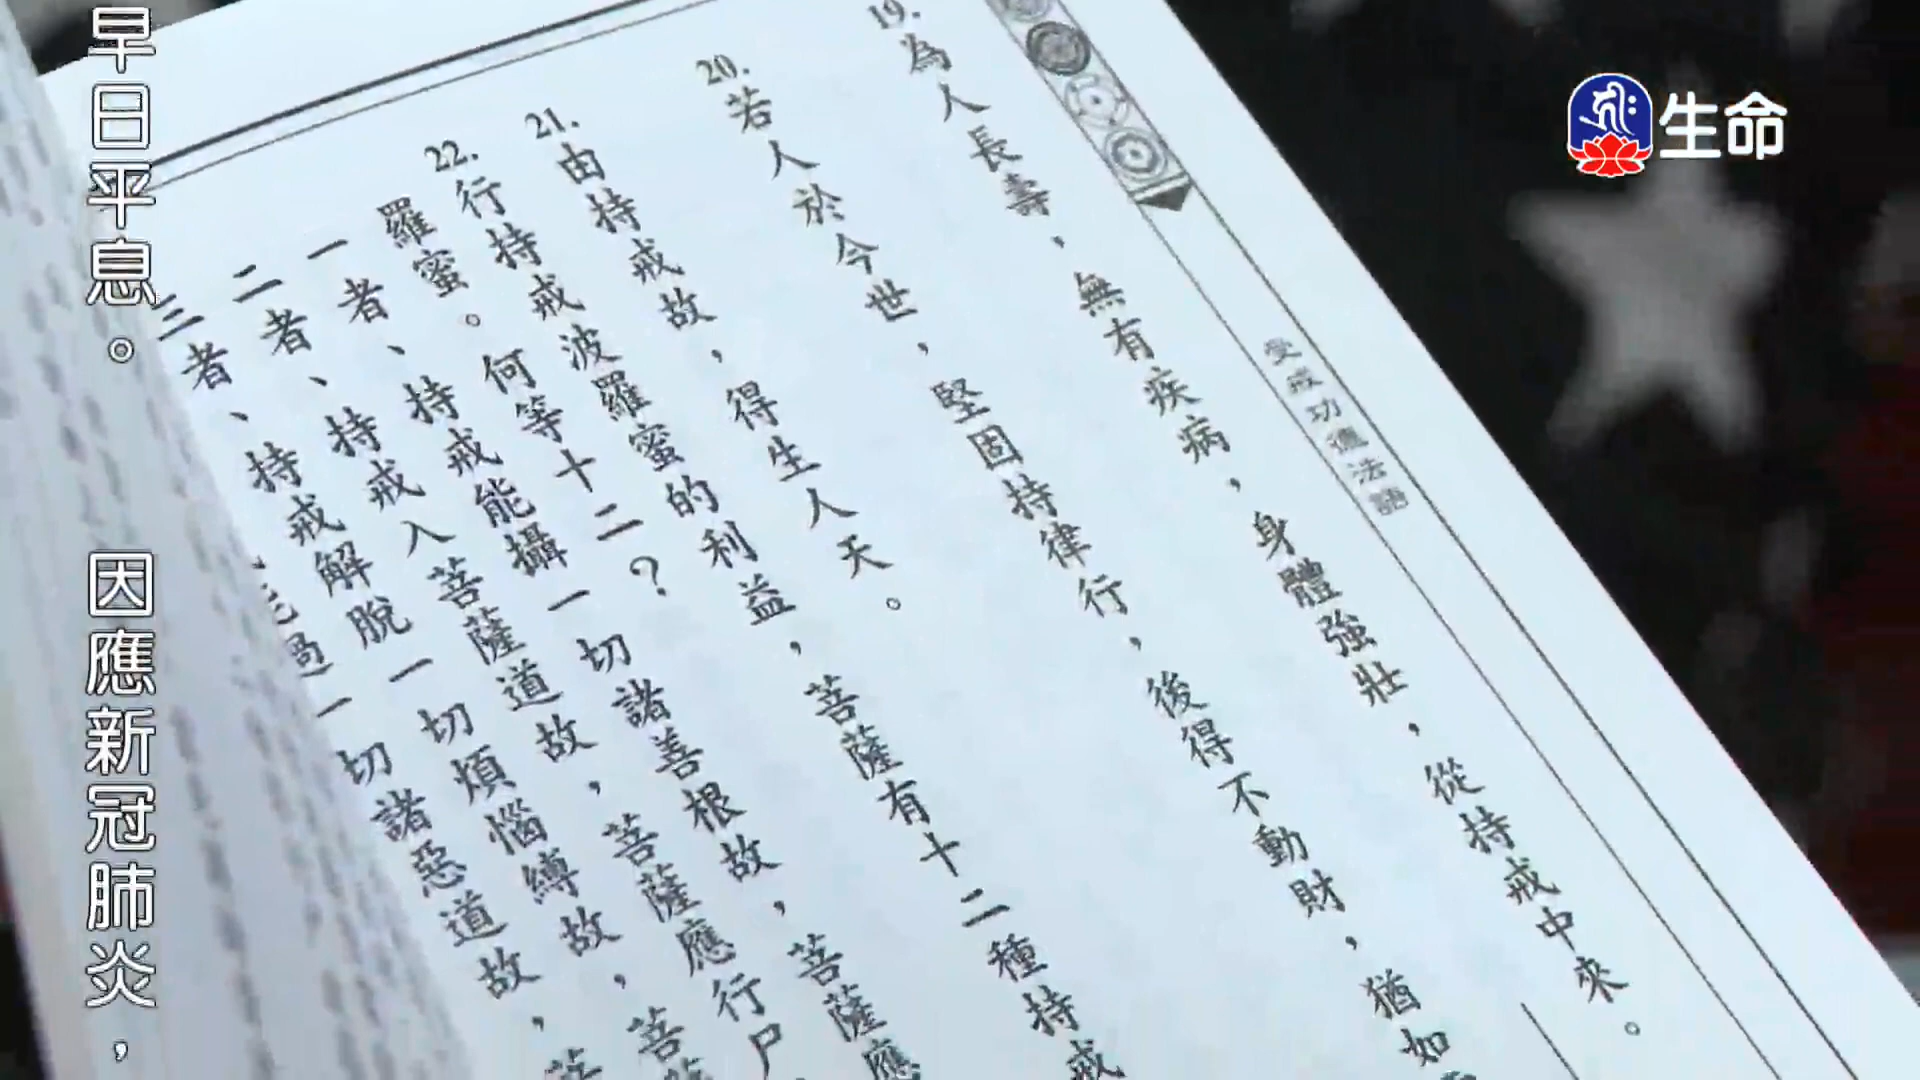 生命
受戒功德法語
19.為人長壽，無有疾病，身體強壯，從持戒中來。
20.若人於今世，堅固持律行，後得不動財，猶如
21.由持戒故，得生人天。
22.行持戒波羅蜜的利益，菩薩有十二種持戒
羅蜜。何等十二？
一者、持戒能攝一切諸善根故，菩薩應
二者、持戒入菩薩道故，菩薩應行尸
三者、持戒解脫一切煩惱縛故，菩薩
過一切諸惡道故，
早日平息。 因應新冠肺炎，